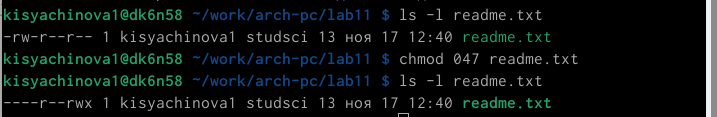 kisyachinova1@dk6n58 ~/work/arch-pc/lab11 $ ls -l readme.txt
-rw-r--r-- 1 kisyachinova1 studsci 13 ноя 17 12:40 readme.txt
kisyachinova1@dk6n58 ~/work/arch-pc/lab11 $ chmod 047 readme.txt
kisyachinova1@dk6n58 ~/work/arch-pc/lab11 $ ls -l readme.txt
----r--rwx 1 kisyachinova1 studsci 13 ноя 17 12:40 readme.txt